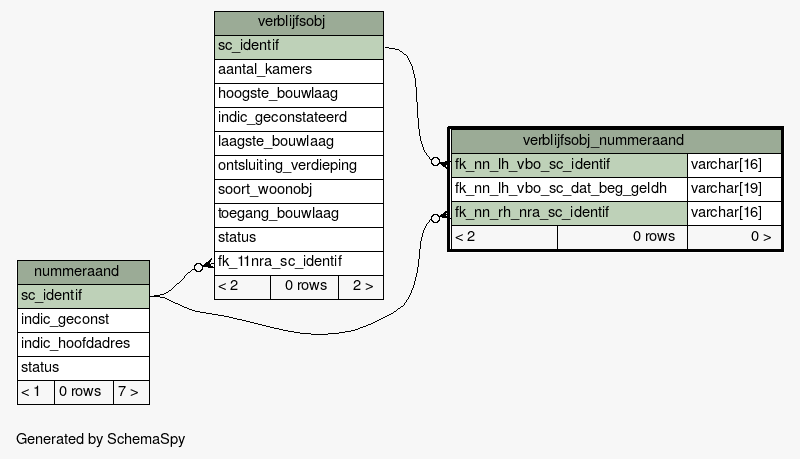 verblijfsobj
sc_identif
aantal_kamers
hoogste_bouwlaag
indic_geconstateerd
laagste_bouwlaag
ontsluiting_verdieping
soort_woonobj
toegang_bouwlaag
status
fk_11nra_sc_identif
< 2 0 rows 2 >
verblijfsobj_nummeraand
fk_nn_lh_vbo_sc_identif varchar[16]
fk_nn_lh_vbo_sc_dat_beg_geldh varchar[19]
fk_nn_rh_nra_sc_identif varchar[16]
< 2 0 rows 0 >
nummeraand
sc_identif
indic_geconst
indic_hoofdadres
status
< 1 0 rows 7 >
Generated by SchemaSpy